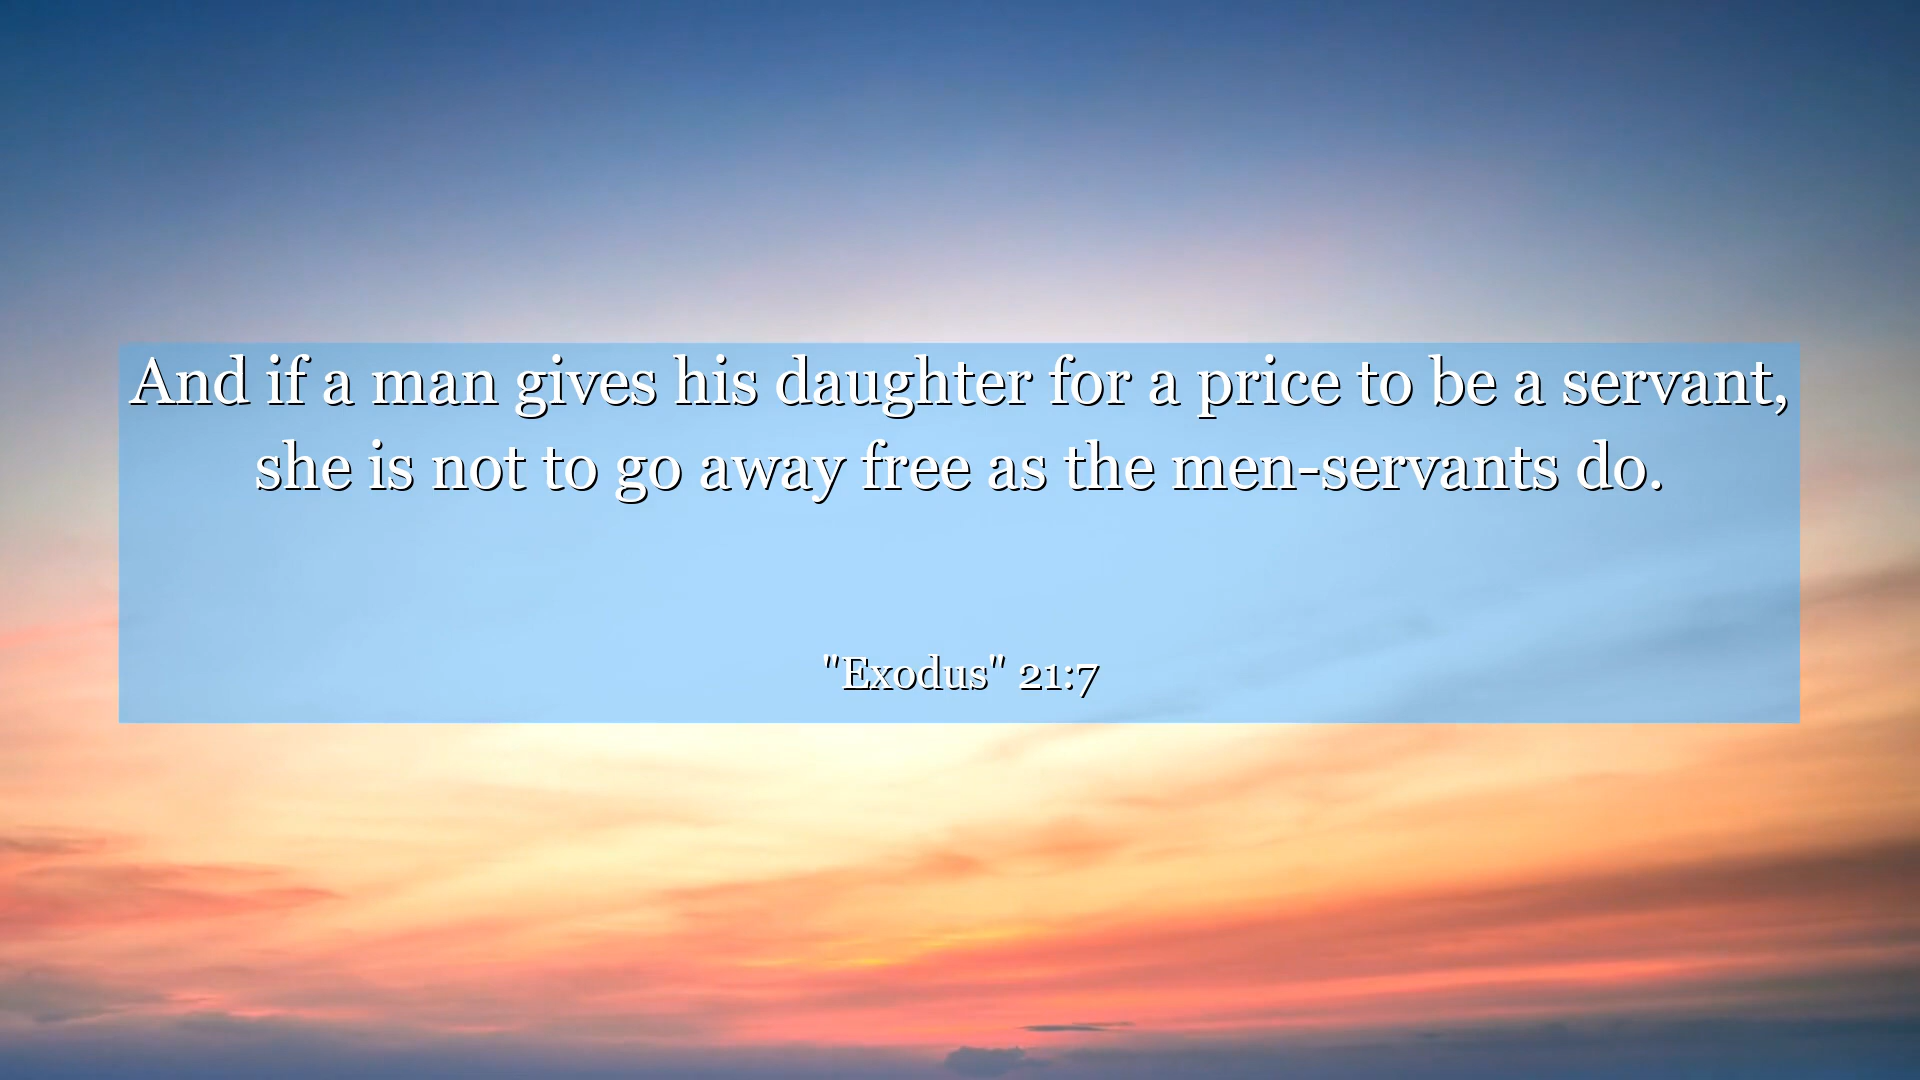 And if a man gives his daughter for a price to be a servant,
she is not to go away free as the men-servants do.
"Exodus" 21:7